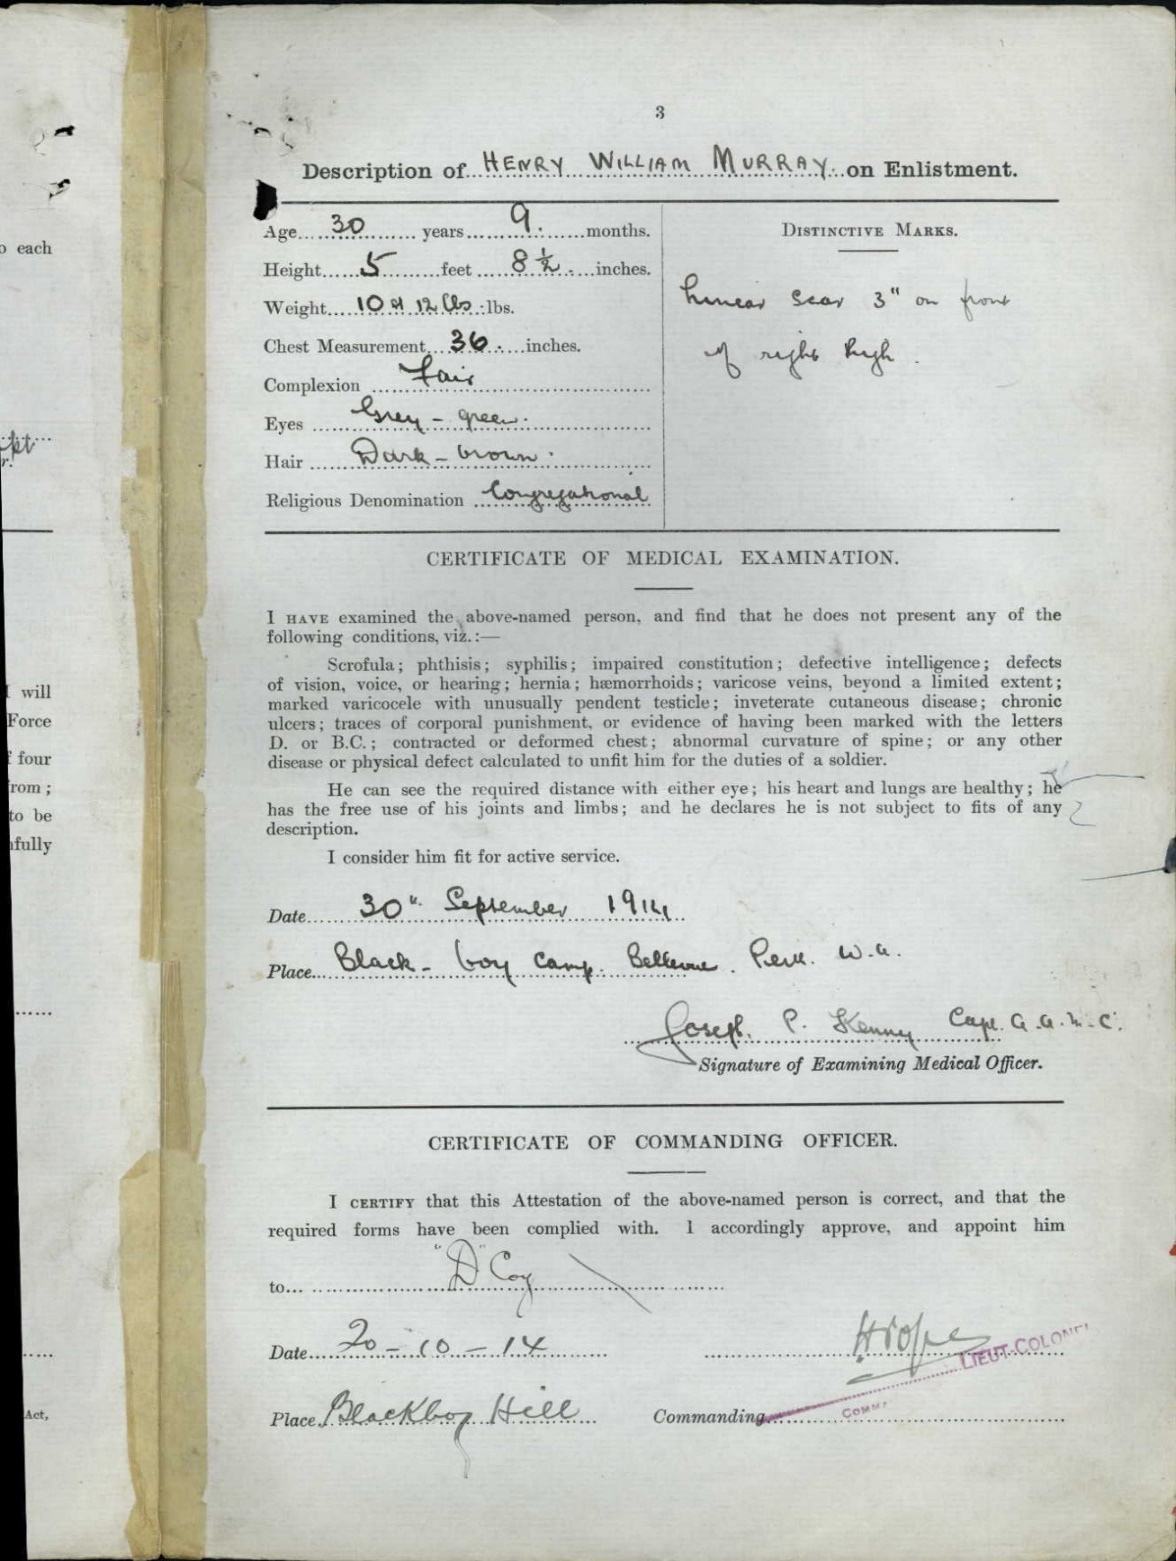 3
Description of HENRY WILLIAM MURRAY on Enlistment.
Age 30 years 9. months.
Height 5 feet 8½ inches.
Weight 10 st 12 lbs lbs.
Chest Measurement 36. inches.
Complexion Fair
Eyes Grey - green.
Hair Dark - brown.
Religious Denomination Congregational
DISTINCTIVE MARKS.
Linear scar 3" on front
of right thigh.
CERTIFICATE OF MEDICAL EXAMINATION.
I HAVE examined the above-named person, and find that he does not present any of the
following conditions, viz.:—
Scrofula; phthisis; syphilis; impaired constitution; defective intelligence; defects
of vision, voice, or hearing; hernia; hæmorrhoids; varicose veins, beyond a limited extent;
marked varicocele with unusually pendent testicle; inveterate cutaneous disease; chronic
ulcers; traces of corporal punishment, or evidence of having been marked with the letters
D. or B.C.; contracted or deformed chest; abnormal curvature of spine; or any other
disease or physical defect calculated to unfit him for the duties of a soldier.
He can see the required distance with either eye; his heart and lungs are healthy; he
has the free use of his joints and limbs; and he declares he is not subject to fits of any
description.
I consider him fit for active service.
Date 30th September 1914
Place Black-boy Camp. Bellevue. Perth. W.A.
Joseph P. Kenny Capt. A.A.M.C.
Signature of Examining Medical Officer.
CERTIFICATE OF COMMANDING OFFICER.
I CERTIFY that this Attestation of the above-named person is correct, and that the
required forms have been complied with. I accordingly approve, and appoint him
to "D" Coy
Date 20-10-14
LIEUT-COLONEL
Place Blackboy Hill Commanding
COMM
o each
r.
I will
Force
f four
rom;
to be
hfully
Act,